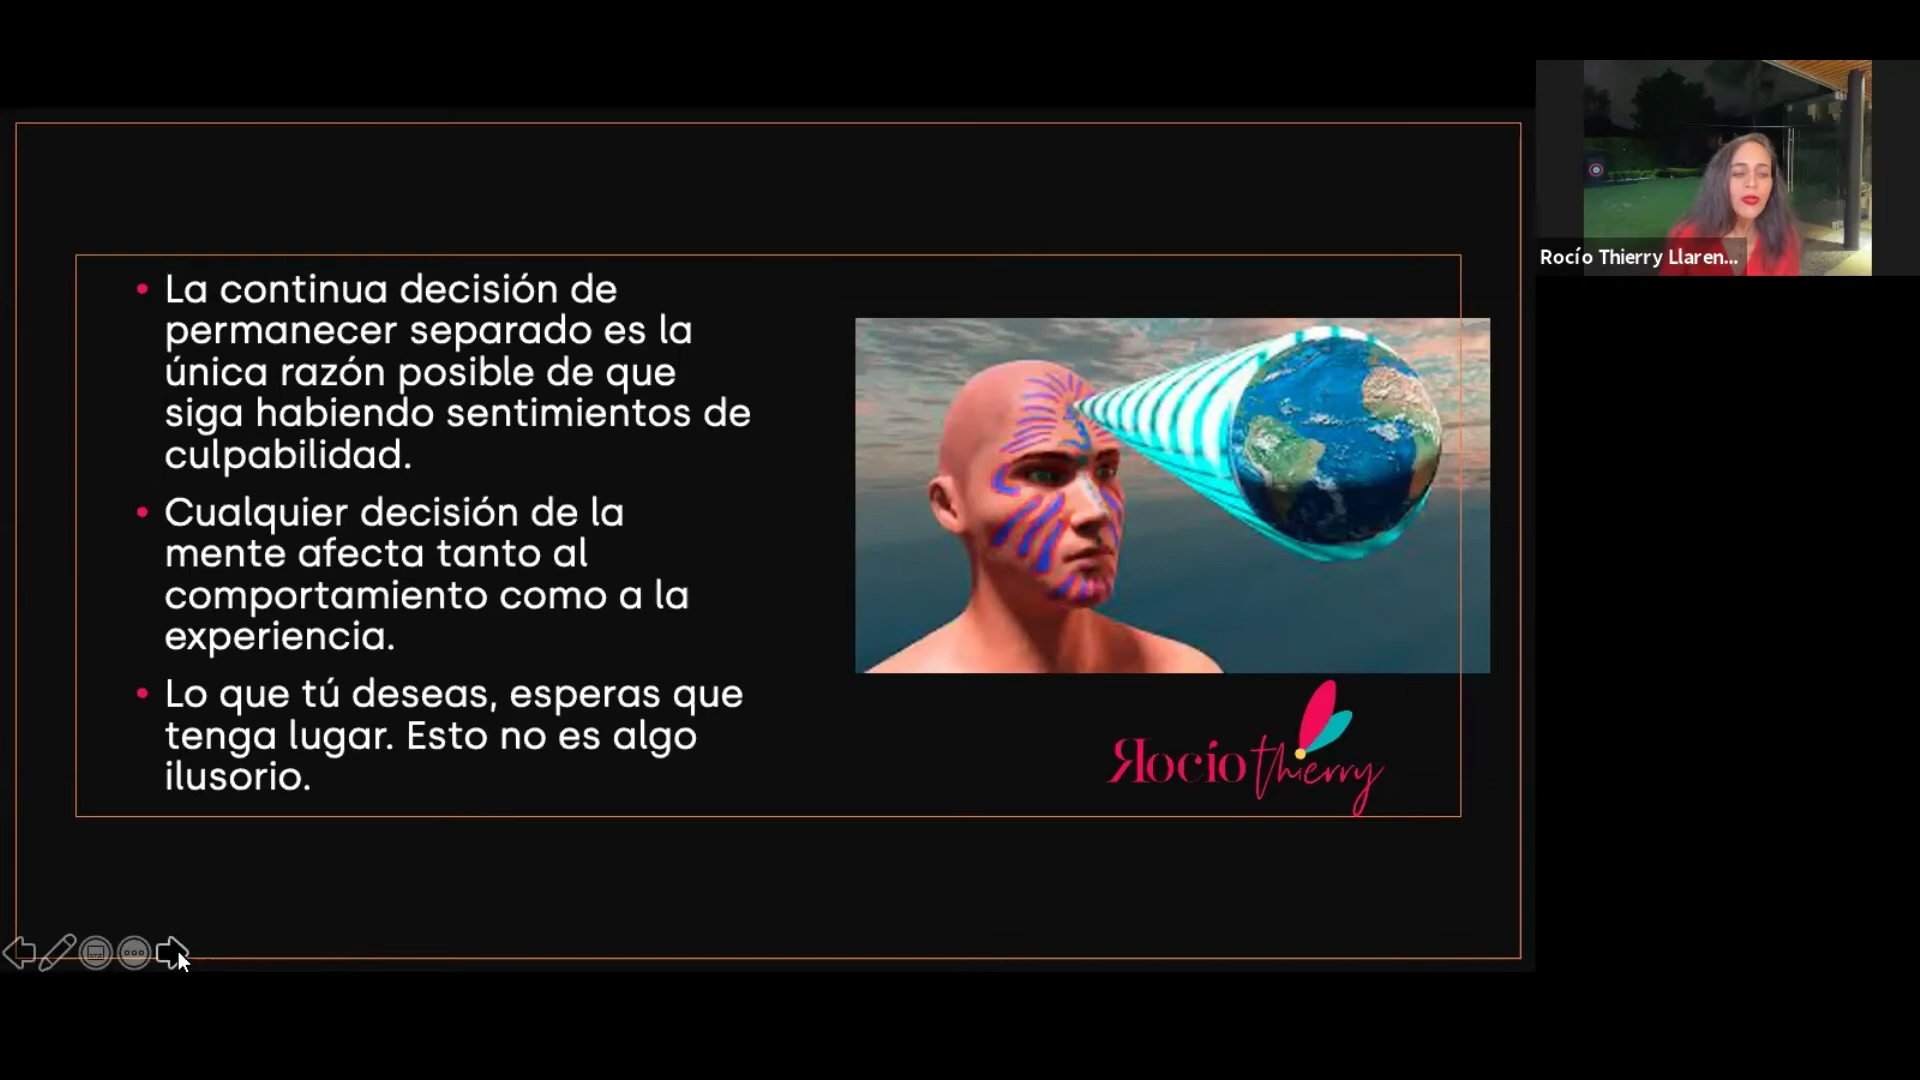 • La continua decisión de
permanecer separado es la
única razón posible de que
siga habiendo sentimientos de
culpabilidad.
• Cualquier decisión de la
mente afecta tanto al
comportamiento como a la
experiencia.
• Lo que tú deseas, esperas que
tenga lugar. Esto no es algo
ilusorio.
Rocío thierry
Rocío Thierry Llaren...